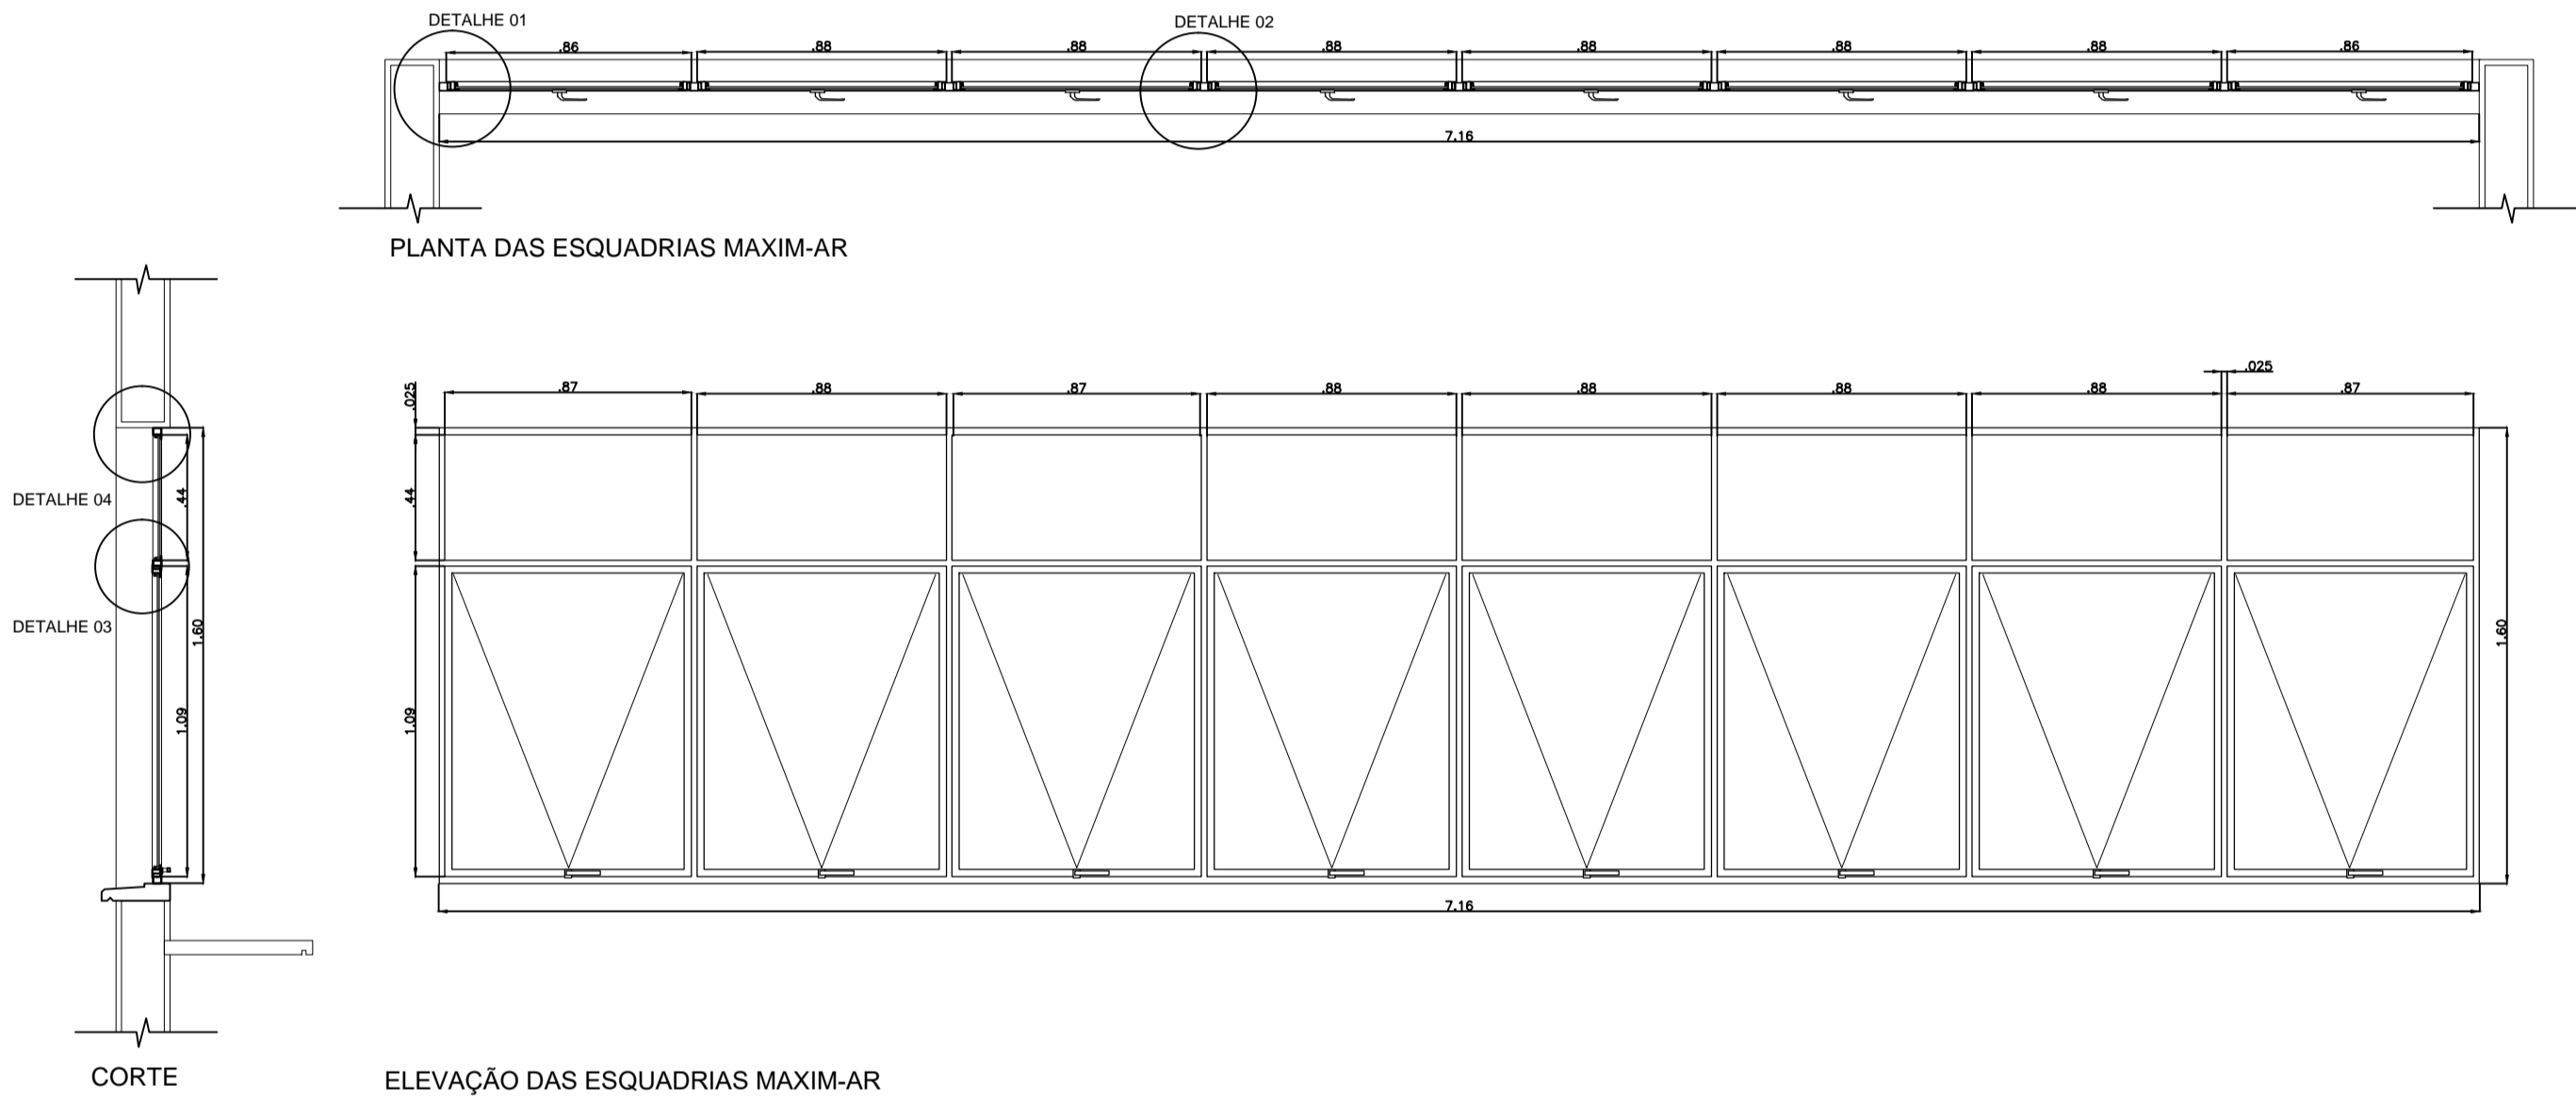 DETALHE 01
DETALHE 02
.86 .88 .88 .88 .88 .88 .88 .86
7.16
PLANTA DAS ESQUADRIAS MAXIM-AR
.025
.87 .88 .87 .88 .88 .88 .88 .025 .87
DETALHE 04
.44
.44
DETALHE 03
1.60
1.60
1.09
1.09
7.16
CORTE
ELEVAÇÃO DAS ESQUADRIAS MAXIM-AR